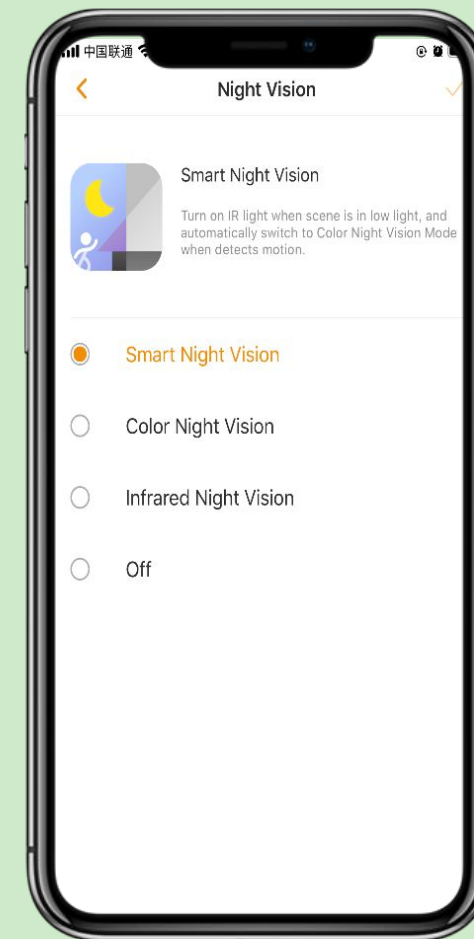 中国联通
Night Vision
Smart Night Vision
Turn on IR light when scene is in low light, and
automatically switch to Color Night Vision Mode
when detects motion.
Smart Night Vision
Color Night Vision
Infrared Night Vision
Off